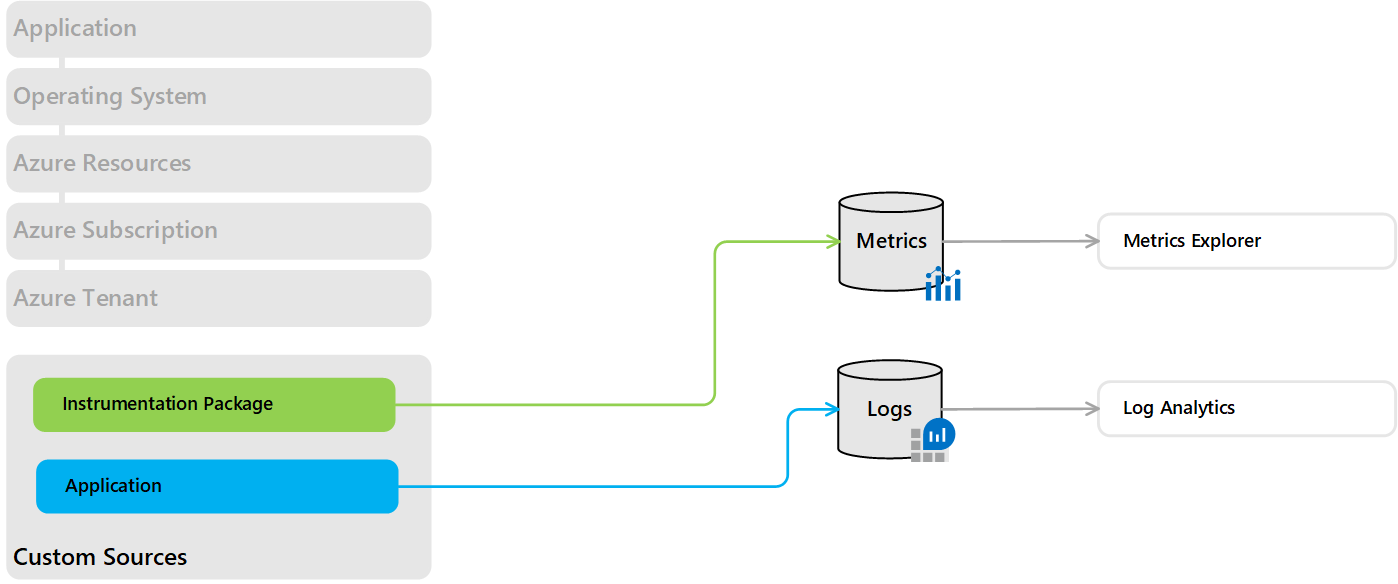 Application
Operating System
Azure Resources
Azure Subscription
Azure Tenant
Metrics
Metrics Explorer
Instrumentation Package
Logs
Log Analytics
Application
Custom Sources